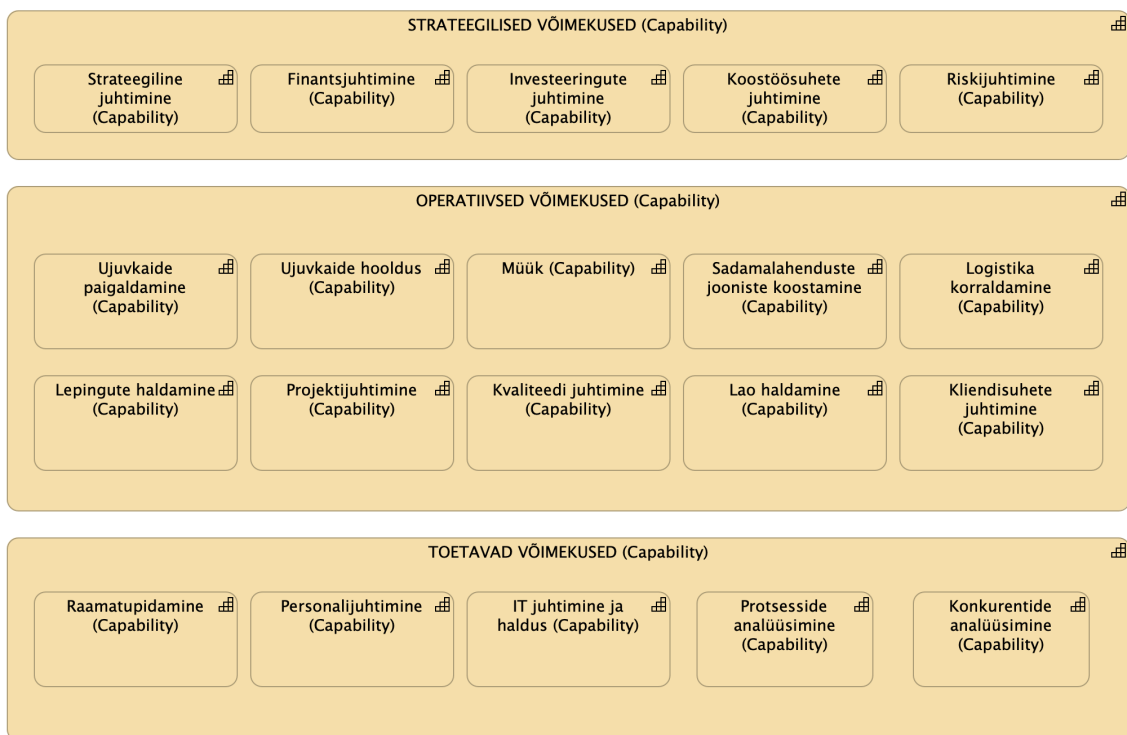 STRATEEGILISED VÕIMEKUSED (Capability)
Strateegiline
juhtimine
(Capability)
Finantsjuhtimine
(Capability)
Investeeringute
juhtimine
(Capability)
Koostöösuhete
juhtimine
(Capability)
Riskijuhtimine
(Capability)
OPERATIIVSED VÕIMEKUSED (Capability)
Ujuvkaide
paigaldamine
(Capability)
Ujuvkaide hooldus
(Capability)
Müük (Capability)
Sadamalahenduste
jooniste koostamine
(Capability)
Logistika
korraldamine
(Capability)
Lepingute haldamine
(Capability)
Projektijuhtimine
(Capability)
Kvaliteedi juhtimine
(Capability)
Lao haldamine
(Capability)
Kliendisuhete
juhtimine
(Capability)
TOETAVAD VÕIMEKUSED (Capability)
Raamatupidamine
(Capability)
Personalijuhtimine
(Capability)
IT juhtimine ja
haldus (Capability)
Protsesside
analüüsimine
(Capability)
Konkurentide
analüüsimine
(Capability)